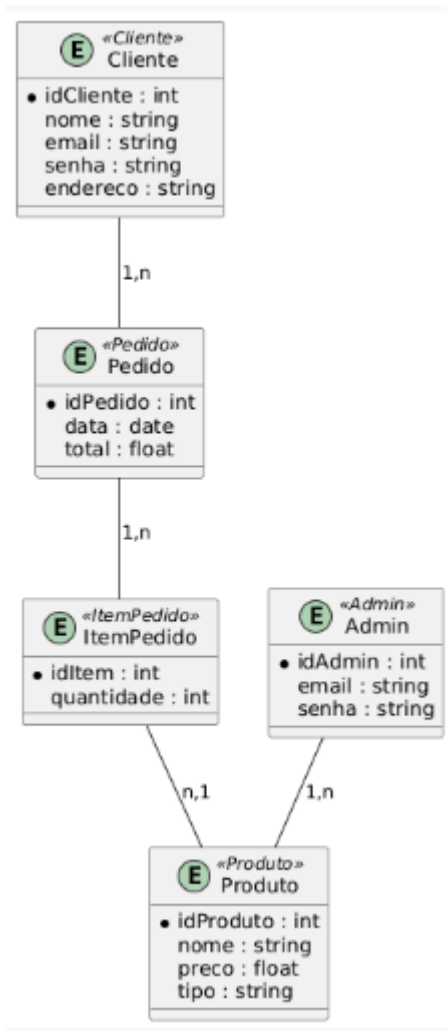 E «Cliente»
Cliente
idCliente : int
nome : string
email : string
senha : string
endereco : string
1,n
E «Pedido»
Pedido
idPedido : int
data : date
total : float
1,n
E «ItemPedido»
ItemPedido
idItem : int
quantidade : int
E «Admin»
Admin
idAdmin : int
email : string
senha : string
n,1
1,n
E «Produto»
Produto
idProduto : int
nome : string
preco : float
tipo : string